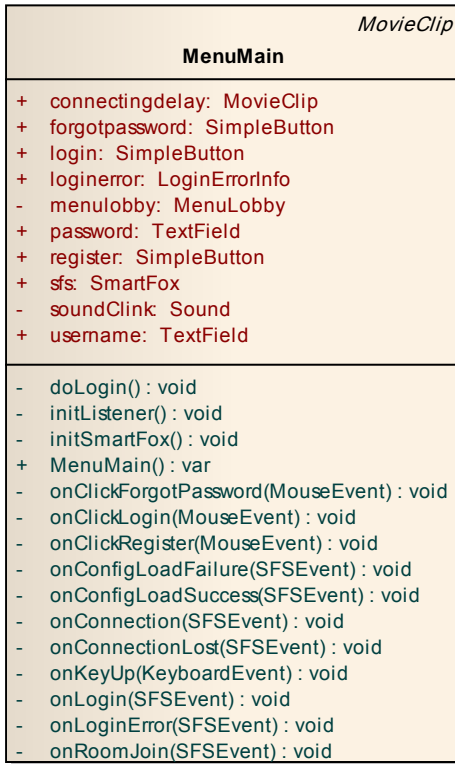 MovieClip
MenuMain
+ connectingdelay: MovieClip
+ forgotpassword: SimpleButton
+ login: SimpleButton
+ loginerror: LoginErrorInfo
- menulobby: MenuLobby
+ password: TextField
+ register: SimpleButton
+ sfs: SmartFox
- soundClink: Sound
+ username: TextField
- doLogin() : void
- initListener() : void
- initSmartFox() : void
+ MenuMain() : var
- onClickForgotPassword(MouseEvent) : void
- onClickLogin(MouseEvent) : void
- onClickRegister(MouseEvent) : void
- onConfigLoadFailure(SFSEvent) : void
- onConfigLoadSuccess(SFSEvent) : void
- onConnection(SFSEvent) : void
- onConnectionLost(SFSEvent) : void
- onKeyUp(KeyboardEvent) : void
- onLogin(SFSEvent) : void
- onLoginError(SFSEvent) : void
- onRoomJoin(SFSEvent) : void